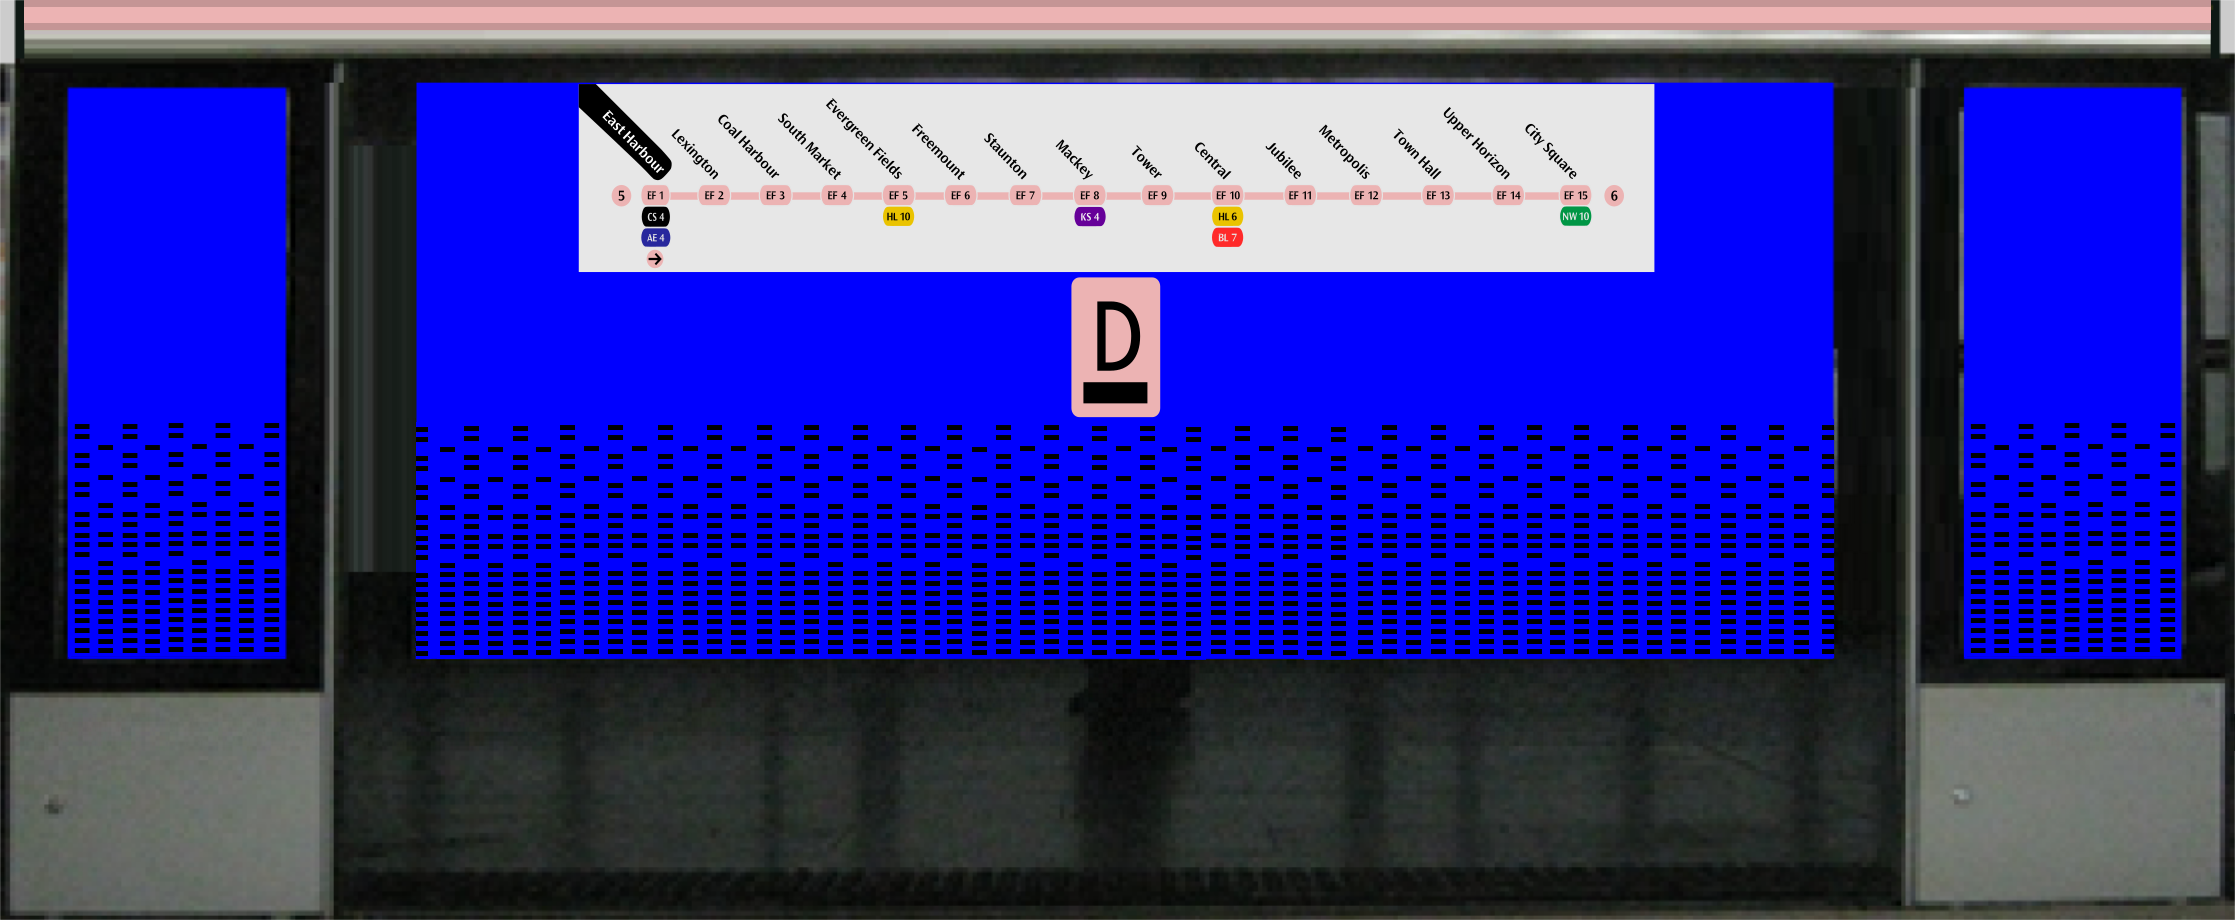 East Harbour
Lexington
Coal Harbour
South Market
Evergreen Fields
Freemount
Staunton
Mackey
Tower
Central
Jubilee
Metropolis
Town Hall
Upper Horizon
City Square
5 EF 1 EF 2 EF 3 EF 4 EF 5 EF 6 EF 7 EF 8 EF 9 EF 10 EF 11 EF 12 EF 13 EF 14 EF 15 6
CS 4 HL 10 KS 4 HL 6 NW 10
AE 4 BL 7
D